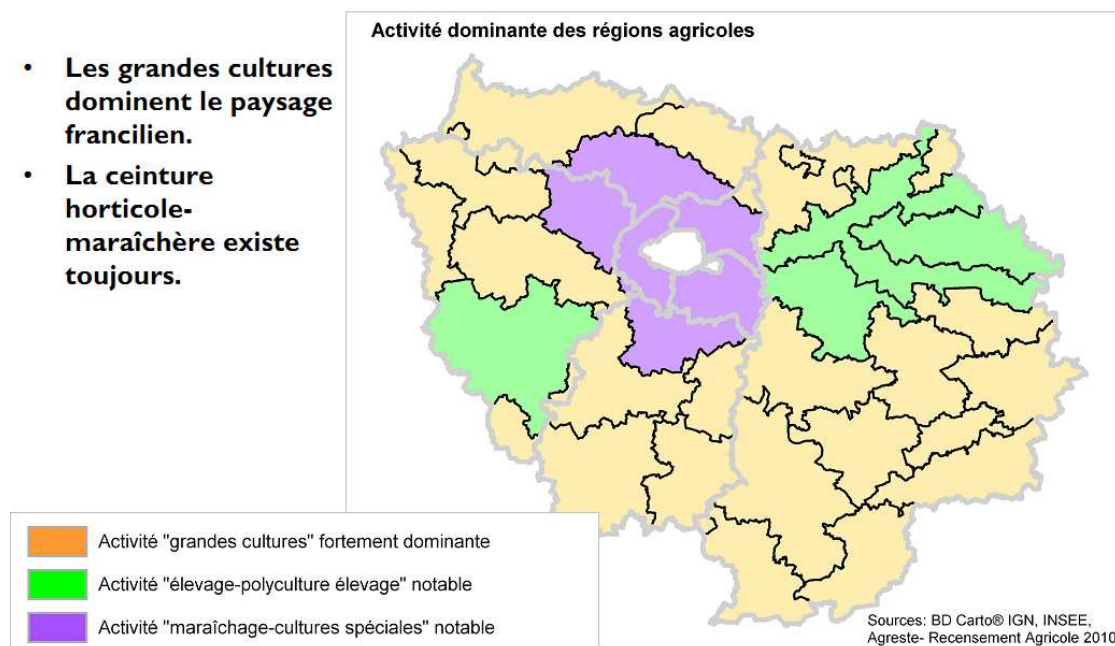 • Les grandes cultures
dominent le paysage
francilien.
• La ceinture
horticole-
maraîchère existe
toujours.
Activité dominante des régions agricoles
Activité "grandes cultures" fortement dominante
Activité "élevage-polyculture élevage" notable
Activité "maraîchage-cultures spéciales" notable
Sources: BD Carto® IGN, INSEE,
Agreste- Recensement Agricole 2010